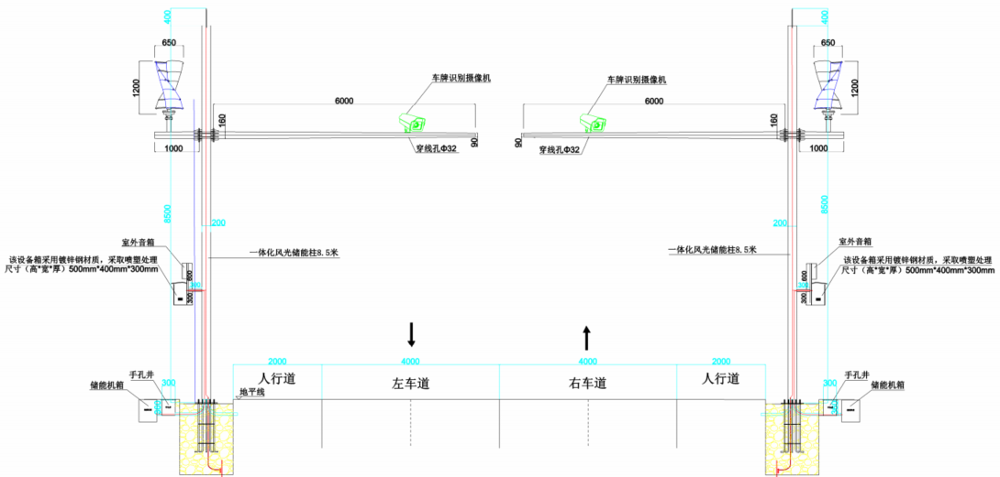 400
400
650
650
1200
1200
车牌识别摄像机
车牌识别摄像机
6000
6000
160
160
90
90
穿线孔Φ32
穿线孔Φ32
1000
1000
8500
8500
200
200
室外音箱
室外音箱
一体化风光储能柱8.5米
一体化风光储能柱8.5米
该设备箱采用镀锌钢材质，采取喷塑处理
尺寸（高*宽*厚）500mm*400mm*300mm
该设备箱采用镀锌钢材质，采取喷塑处理
尺寸（高*宽*厚）500mm*400mm*300mm
600
600
300
300
300
300
2000
4000
4000
2000
人行道
左车道
右车道
人行道
手孔井
300
300
手孔井
储能机箱
储能机箱
地平线